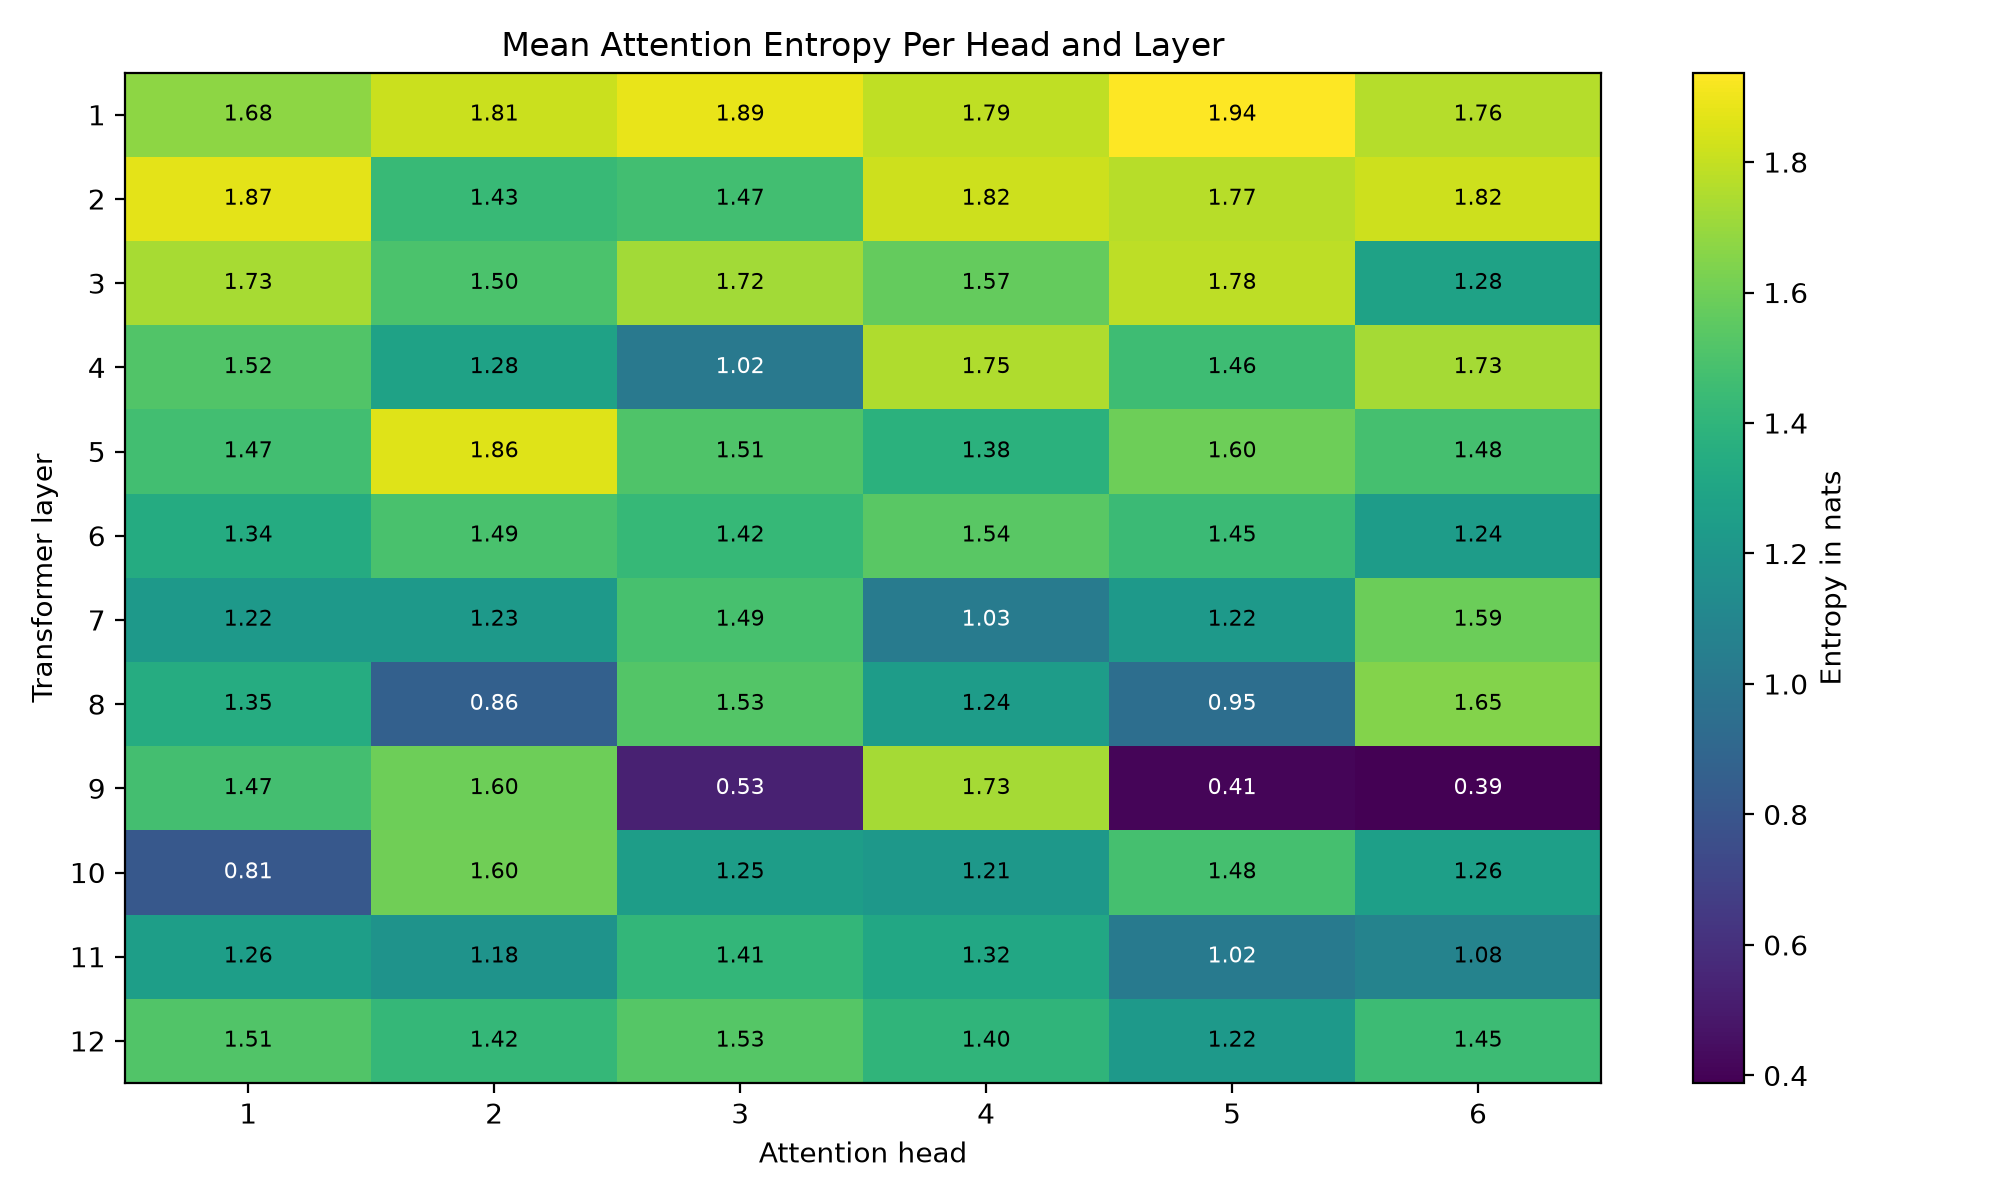 Mean Attention Entropy Per Head and Layer
1 1.68 1.81 1.89 1.79 1.94 1.76
2 1.87 1.43 1.47 1.82 1.77 1.82
3 1.73 1.50 1.72 1.57 1.78 1.28
4 1.52 1.28 1.02 1.75 1.46 1.73
5 1.47 1.86 1.51 1.38 1.60 1.48
6 1.34 1.49 1.42 1.54 1.45 1.24
7 1.22 1.23 1.49 1.03 1.22 1.59
8 1.35 0.86 1.53 1.24 0.95 1.65
9 1.47 1.60 0.53 1.73 0.41 0.39
10 0.81 1.60 1.25 1.21 1.48 1.26
11 1.26 1.18 1.41 1.32 1.02 1.08
12 1.51 1.42 1.53 1.40 1.22 1.45
1 2 3 4 5 6
Attention head
Transformer layer
1.8
1.6
1.4
1.2
1.0
0.8
0.6
0.4
Entropy in nats